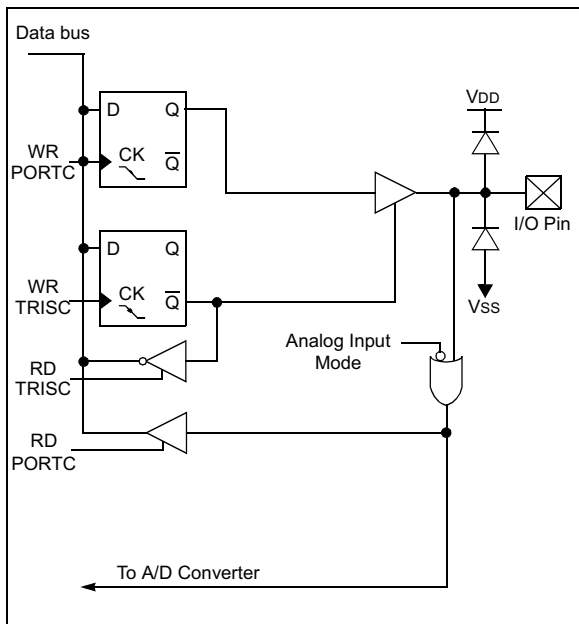 Data bus
D
Q
VDD
WR
PORTC
CK
Q
I/O Pin
D
Q
WR
TRISC
CK
Q
VSS
Analog Input
Mode
RD
TRISC
RD
PORTC
To A/D Converter